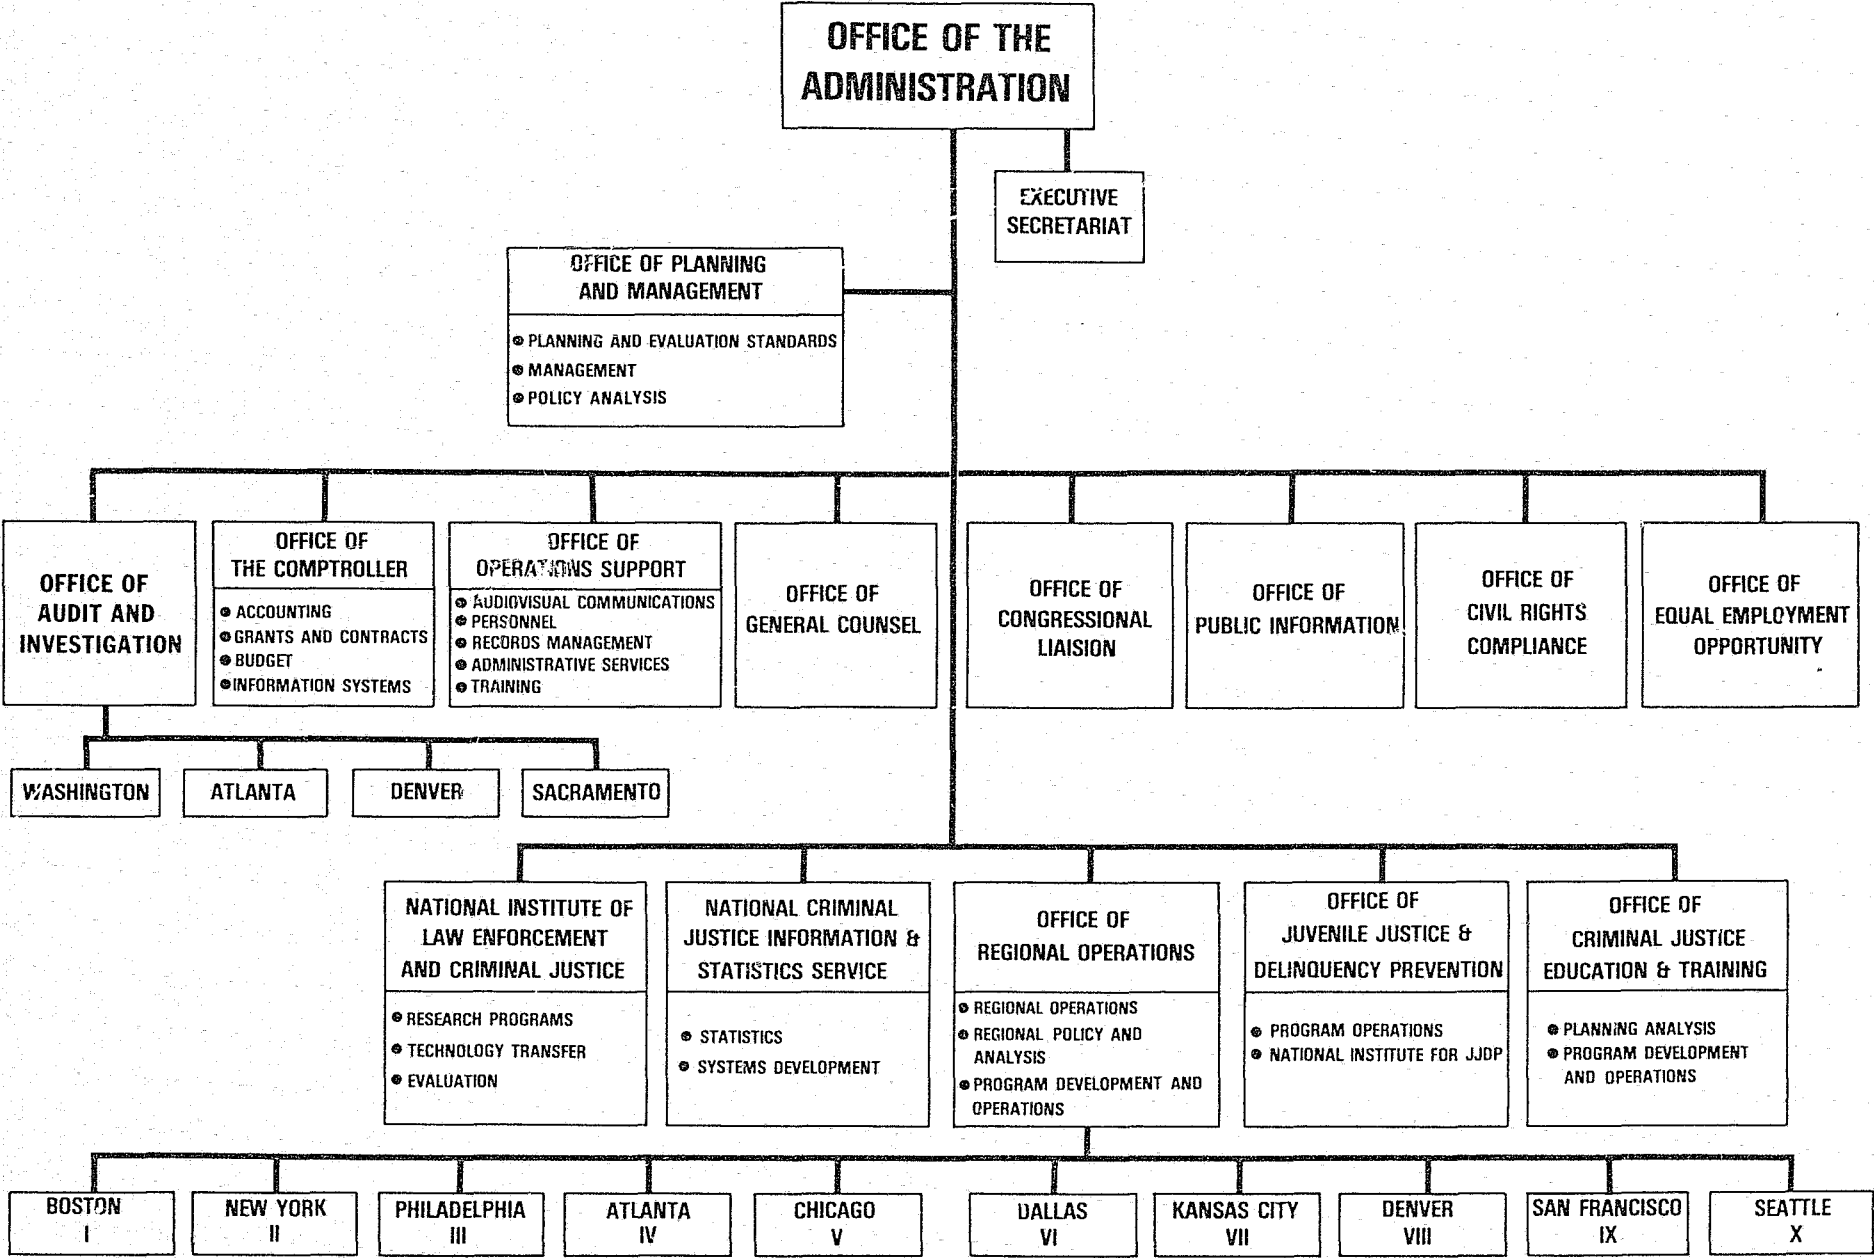 OFFICE OF THE
ADMINISTRATION
EXECUTIVE
SECRETARIAT
OFFICE OF PLANNING
AND MANAGEMENT
● PLANNING AND EVALUATION STANDARDS
● MANAGEMENT
● POLICY ANALYSIS
OFFICE OF
AUDIT AND
INVESTIGATION
OFFICE OF
THE COMPTROLLER
● ACCOUNTING
● GRANTS AND CONTRACTS
● BUDGET
● INFORMATION SYSTEMS
OFFICE OF
OPERATIONS SUPPORT
● AUDIOVISUAL COMMUNICATIONS
● PERSONNEL
● RECORDS MANAGEMENT
● ADMINISTRATIVE SERVICES
● TRAINING
OFFICE OF
GENERAL COUNSEL
OFFICE OF
CONGRESSIONAL
LIAISION
OFFICE OF
PUBLIC INFORMATION
OFFICE OF
CIVIL RIGHTS
COMPLIANCE
OFFICE OF
EQUAL EMPLOYMENT
OPPORTUNITY
WASHINGTON
ATLANTA
DENVER
SACRAMENTO
NATIONAL INSTITUTE OF
LAW ENFORCEMENT
AND CRIMINAL JUSTICE
● RESEARCH PROGRAMS
● TECHNOLOGY TRANSFER
● EVALUATION
NATIONAL CRIMINAL
JUSTICE INFORMATION &
STATISTICS SERVICE
● STATISTICS
● SYSTEMS DEVELOPMENT
OFFICE OF
REGIONAL OPERATIONS
● REGIONAL OPERATIONS
● REGIONAL POLICY AND
ANALYSIS
● PROGRAM DEVELOPMENT AND
OPERATIONS
OFFICE OF
JUVENILE JUSTICE &
DELINQUENCY PREVENTION
● PROGRAM OPERATIONS
● NATIONAL INSTITUTE FOR JJDP
OFFICE OF
CRIMINAL JUSTICE
EDUCATION & TRAINING
● PLANNING ANALYSIS
● PROGRAM DEVELOPMENT
AND OPERATIONS
BOSTON
I
NEW YORK
II
PHILADELPHIA
III
ATLANTA
IV
CHICAGO
V
DALLAS
VI
KANSAS CITY
VII
DENVER
VIII
SAN FRANCISCO
IX
SEATTLE
X